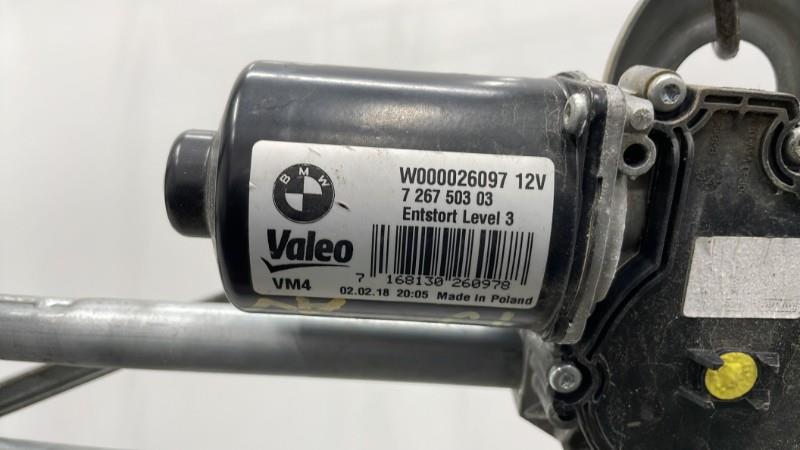 BMW
W000026097 12V
7 267 503 03
Entstort Level 3
Valeo
VM4
7 168130 260978
02.02.18 20:05 Made in Poland